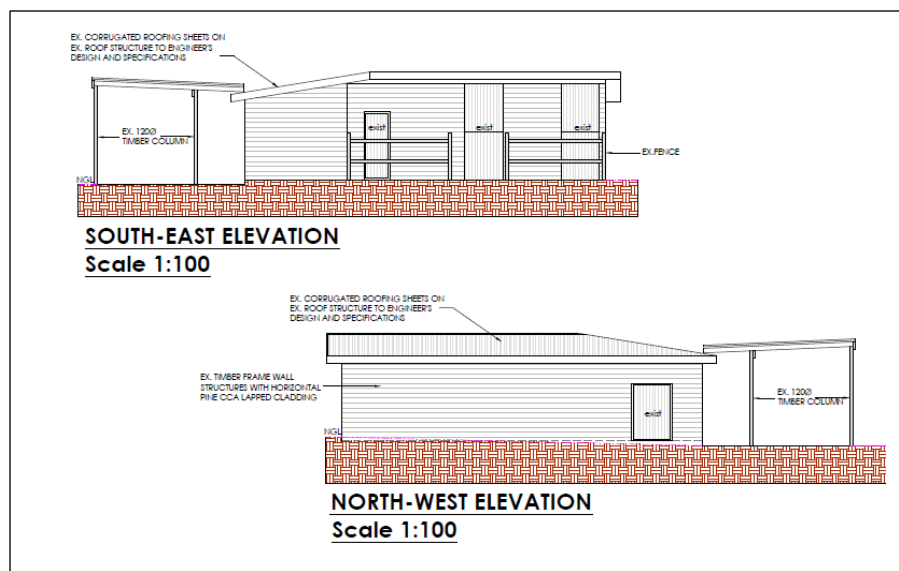 EX. CORRUGATED ROOFING SHEETS ON
EX. ROOF STRUCTURE TO ENGINEER'S
DESIGN AND SPECIFICATIONS
exist
exist
exist
EX. 120Ø
TIMBER COLUMN
EX.FENCE
NGL
SOUTH-EAST ELEVATION
Scale 1:100
EX. CORRUGATED ROOFING SHEETS ON
EX. ROOF STRUCTURE TO ENGINEER'S
DESIGN AND SPECIFICATIONS
EX. TIMBER FRAME WALL
STRUCTURES WITH HORIZONTAL
PINE CCA LAPPED CLADDING
EX. 120Ø
TIMBER COLUMN
exist
NGL
NORTH-WEST ELEVATION
Scale 1:100